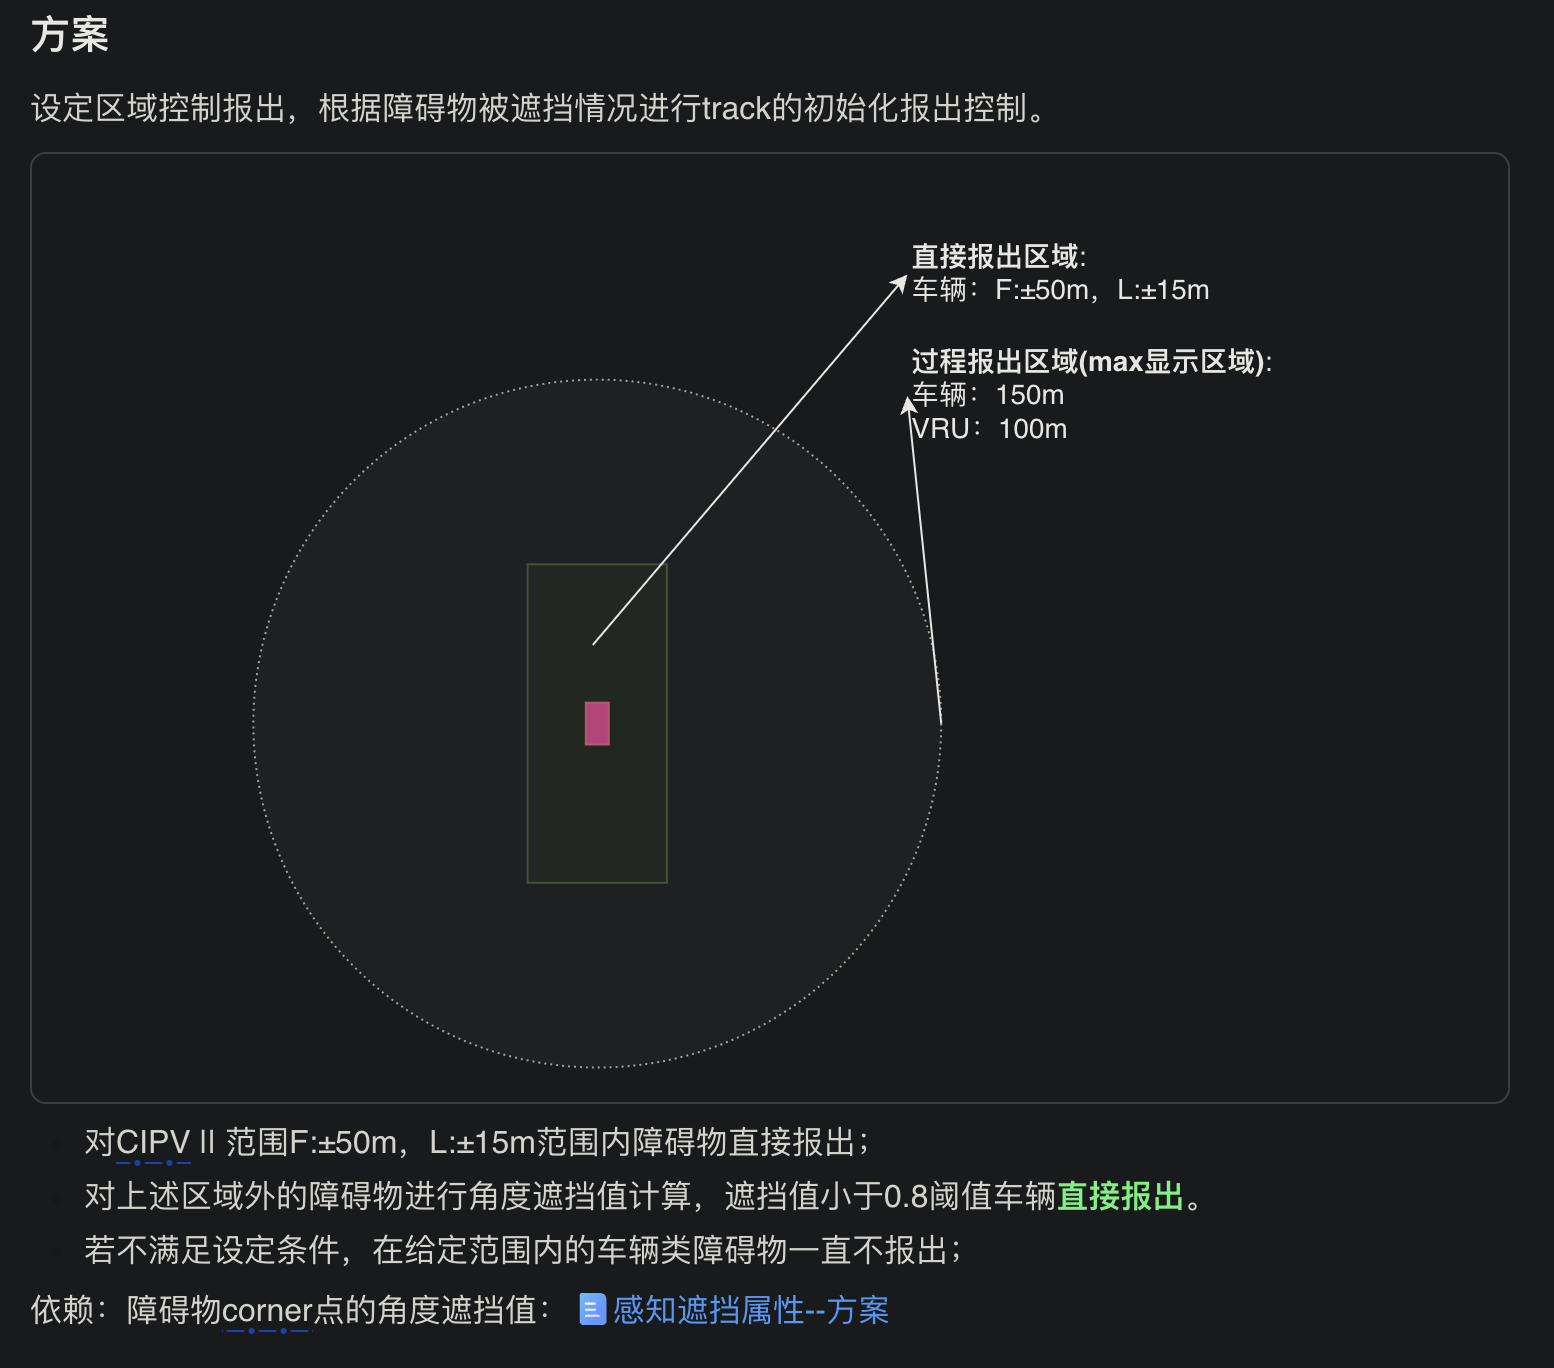 方案
设定区域控制报出，根据障碍物被遮挡情况进行track的初始化报出控制。
直接报出区域:
车辆：F:±50m，L:±15m
过程报出区域(max显示区域):
车辆：150m
VRU：100m
对CIPV || 范围F:±50m，L:±15m范围内障碍物直接报出；
对上述区域外的障碍物进行角度遮挡值计算，遮挡值小于0.8阈值车辆直接报出。
若不满足设定条件，在给定范围内的车辆类障碍物一直不报出；
依赖：障碍物corner点的角度遮挡值： 感知遮挡属性--方案